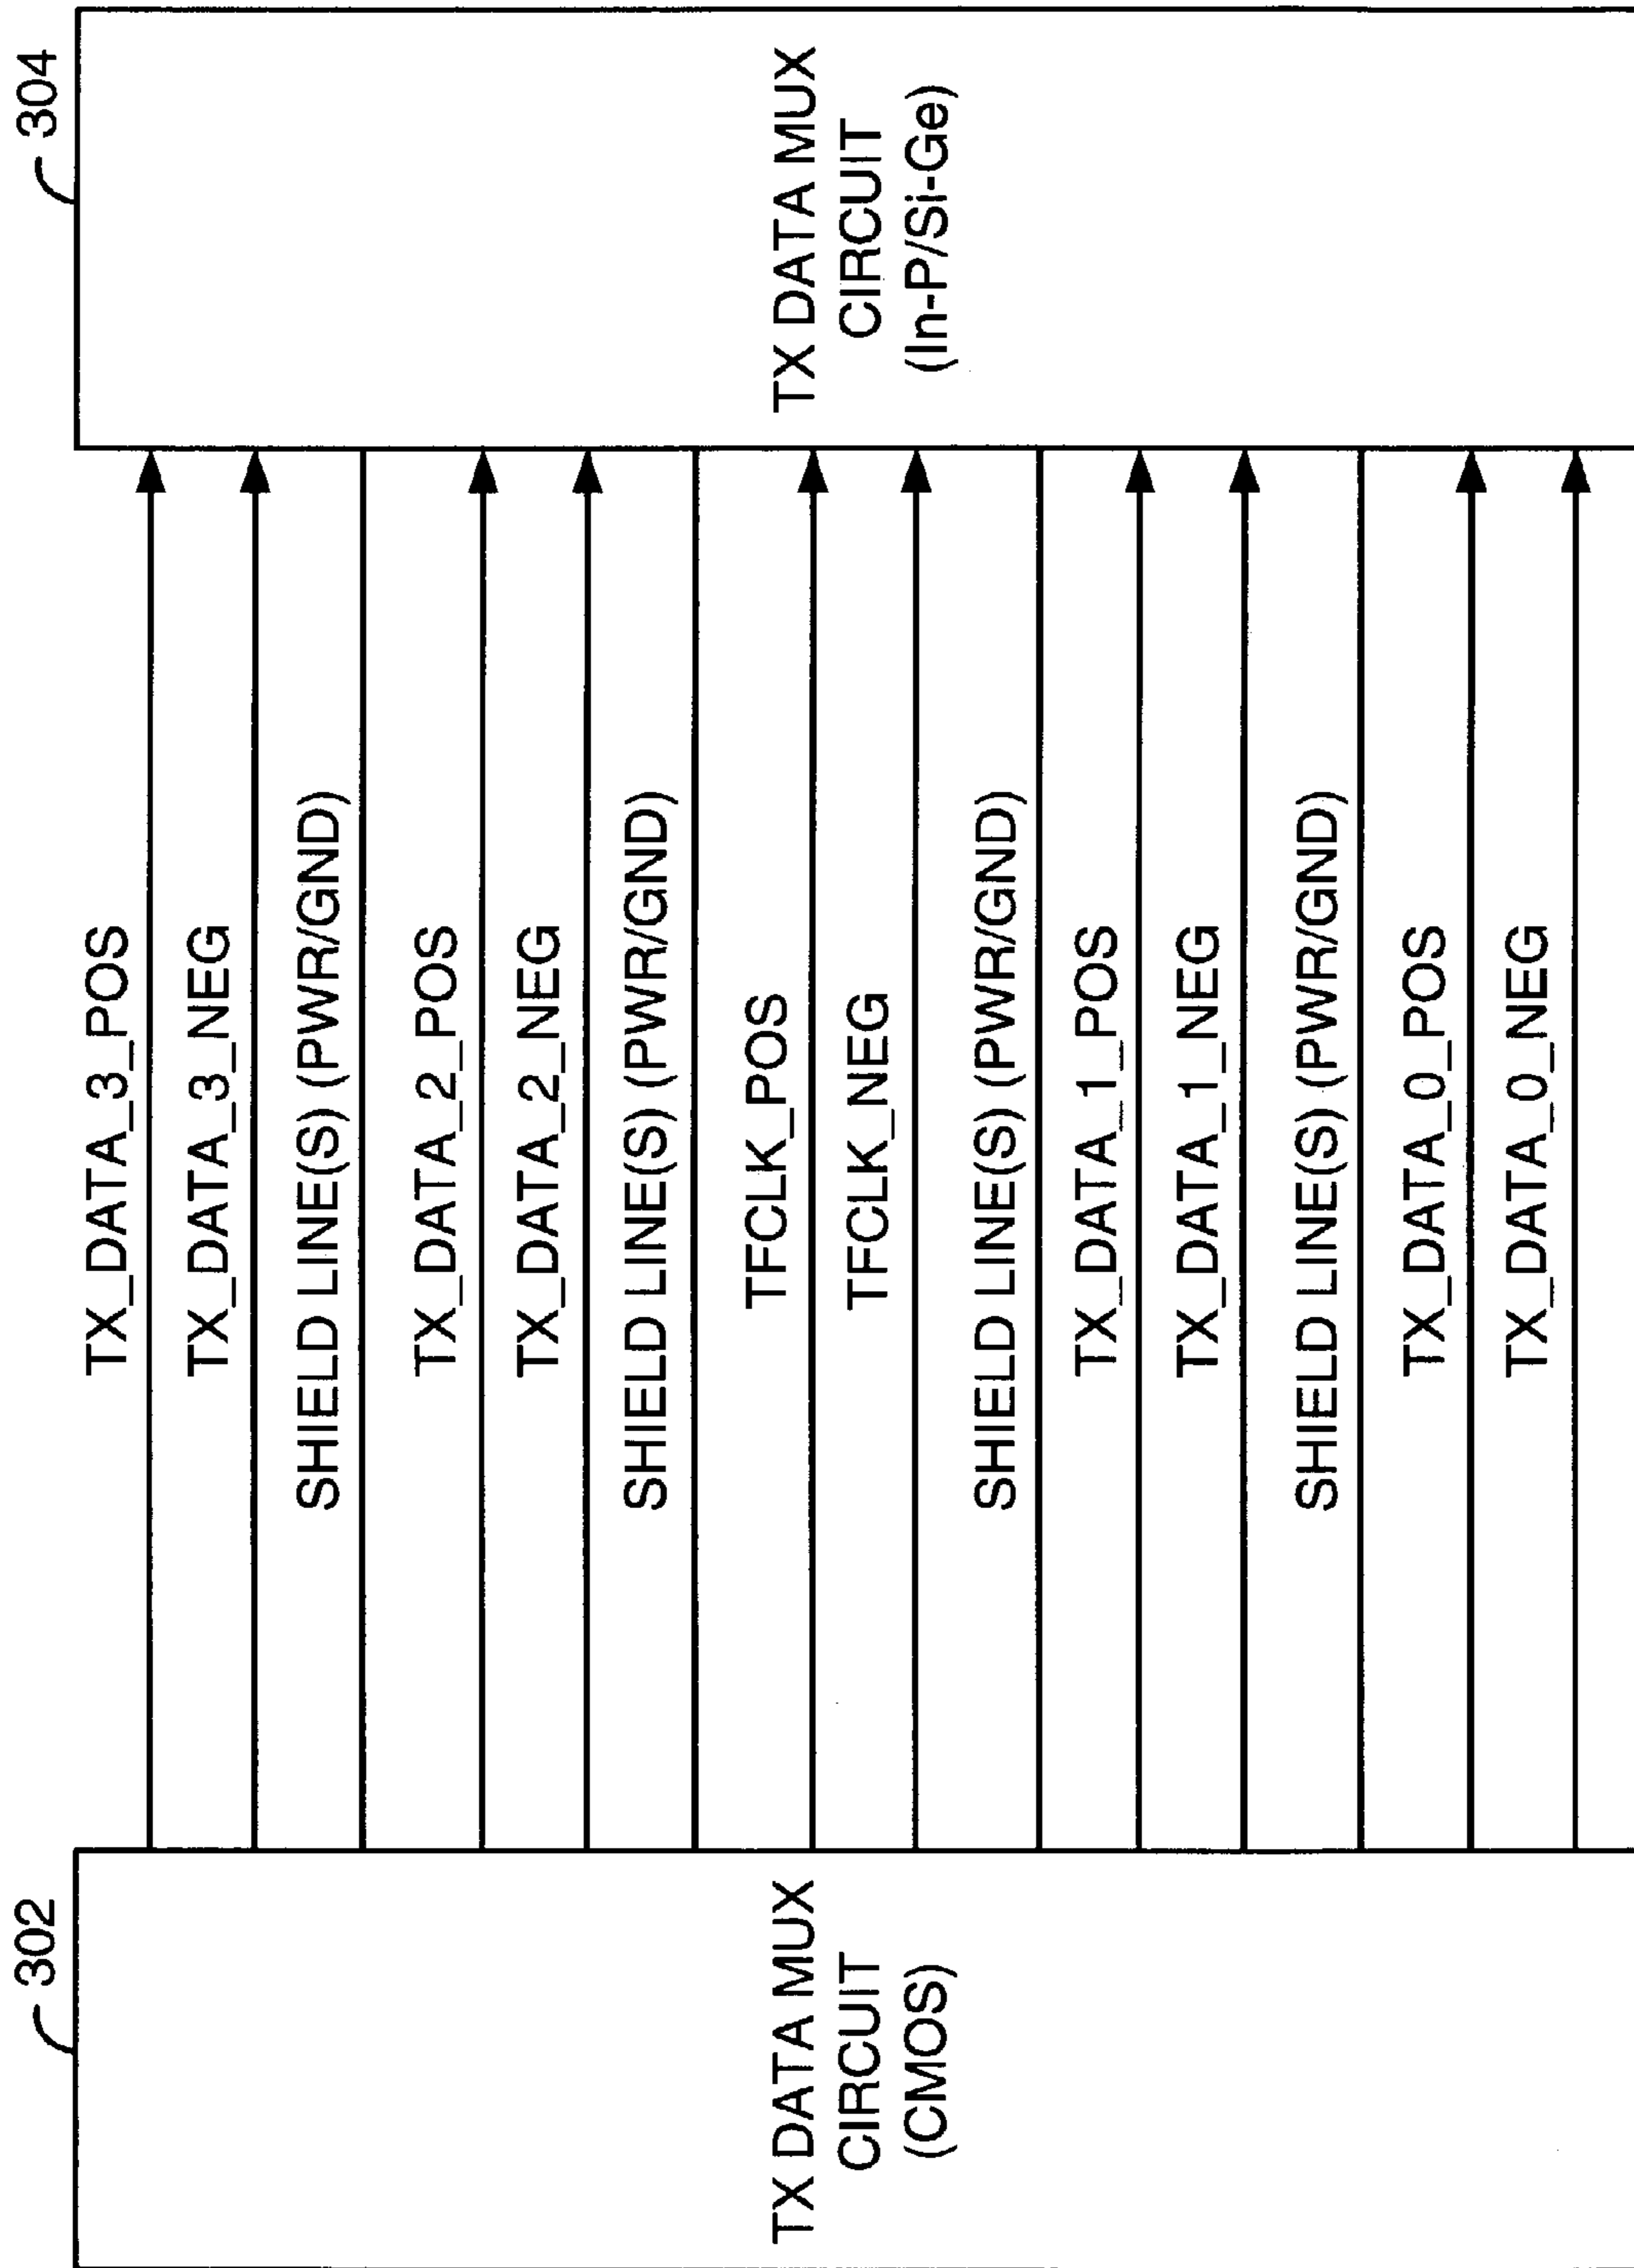 302
TX DATA MUX
CIRCUIT
(CMOS)
TX_DATA_3_POS
TX_DATA_3_NEG
SHIELD LINE(S) (PWR/GND)
TX_DATA_2_POS
TX_DATA_2_NEG
SHIELD LINE(S) (PWR/GND)
TFCLK_POS
TFCLK_NEG
SHIELD LINE(S) (PWR/GND)
TX_DATA_1_POS
TX_DATA_1_NEG
SHIELD LINE(S) (PWR/GND)
TX_DATA_0_POS
TX_DATA_0_NEG
304
TX DATA MUX
CIRCUIT
(In-P/Si-Ge)